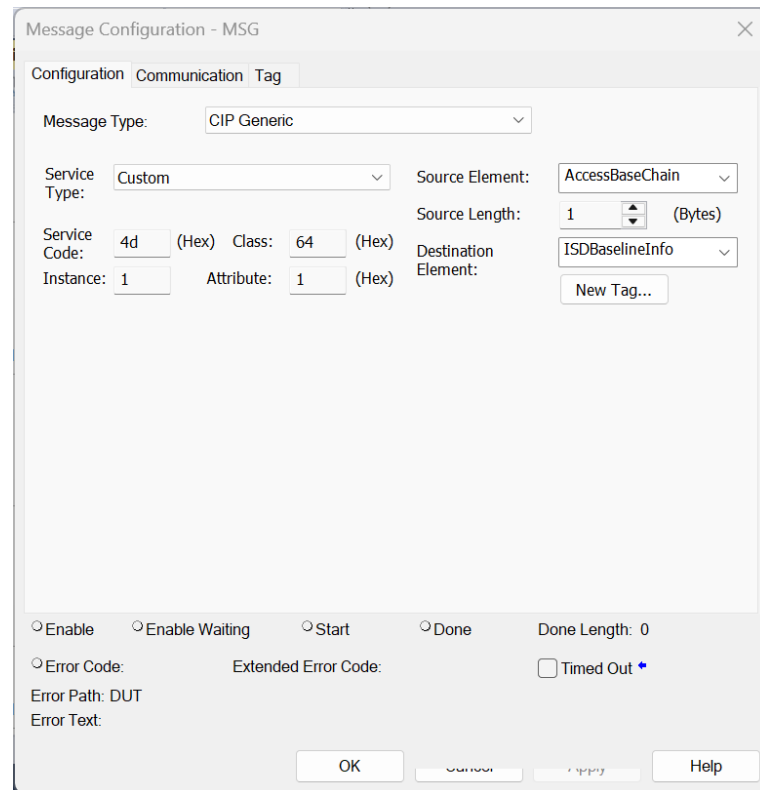 Message Configuration - MSG
Configuration Communication Tag
Message Type: CIP Generic
Service Type: Custom
Source Element: AccessBaseChain
Source Length: 1 (Bytes)
Service Code: 4d (Hex) Class: 64 (Hex)
Destination Element: ISDBaselineInfo
Instance: 1 Attribute: 1 (Hex)
New Tag...
Enable Enable Waiting Start Done Done Length: 0
Error Code: Extended Error Code: Timed Out
Error Path: DUT
Error Text:
OK Cancel Apply Help